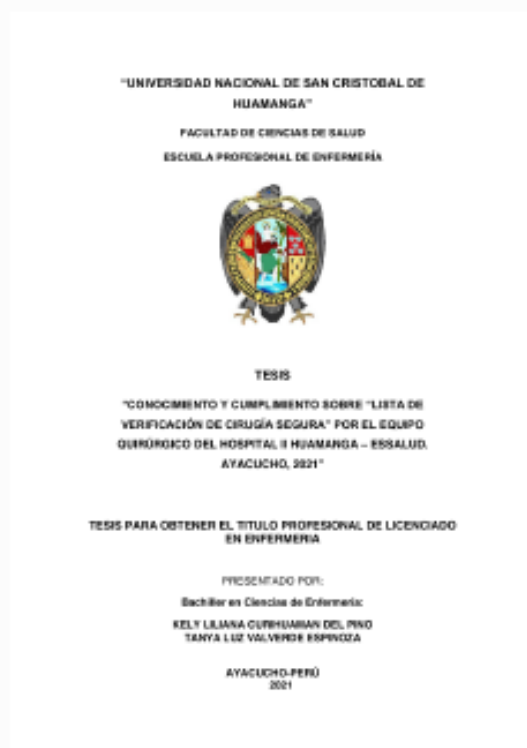 "UNIVERSIDAD NACIONAL DE SAN CRISTOBAL DE
HUAMANGA"
FACULTAD DE CIENCIAS DE SALUD
ESCUELA PROFESIONAL DE ENFERMERÍA
TESIS
"CONOCIMIENTO Y CUMPLIMIENTO SOBRE "LISTA DE
VERIFICACIÓN DE CIRUGÍA SEGURA" POR EL EQUIPO
QUIRÚRGICO DEL HOSPITAL II HUAMANGA – ESSALUD.
AYACUCHO, 2021"
TESIS PARA OBTENER EL TITULO PROFESIONAL DE LICENCIADO
EN ENFERMERIA
PRESENTADO POR:
Bachiller en Ciencias de Enfermería:
KELY LILIANA CURIHUAMAN DEL PINO
TANYA LUZ VALVERDE ESPINOZA
AYACUCHO-PERÚ
2021